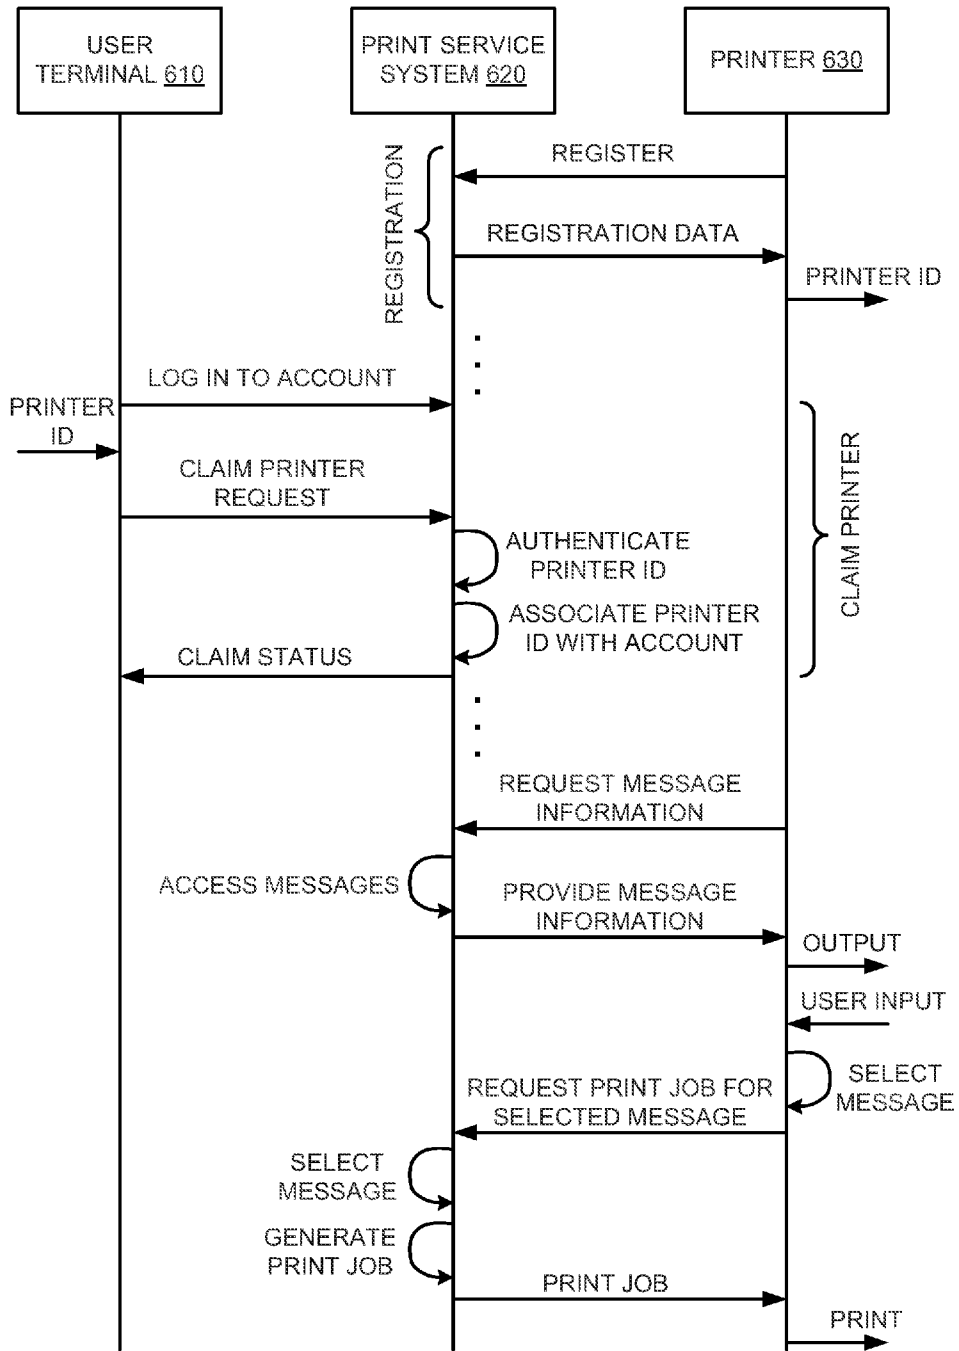 USER
TERMINAL 610
PRINT SERVICE
SYSTEM 620
PRINTER 630
REGISTRATION
REGISTER
REGISTRATION DATA
PRINTER ID
LOG IN TO ACCOUNT
PRINTER
ID
CLAIM PRINTER
REQUEST
CLAIM PRINTER
AUTHENTICATE
PRINTER ID
ASSOCIATE PRINTER
ID WITH ACCOUNT
CLAIM STATUS
REQUEST MESSAGE
INFORMATION
ACCESS MESSAGES
PROVIDE MESSAGE
INFORMATION
OUTPUT
USER INPUT
SELECT
MESSAGE
REQUEST PRINT JOB FOR
SELECTED MESSAGE
SELECT
MESSAGE
GENERATE
PRINT JOB
PRINT JOB
PRINT